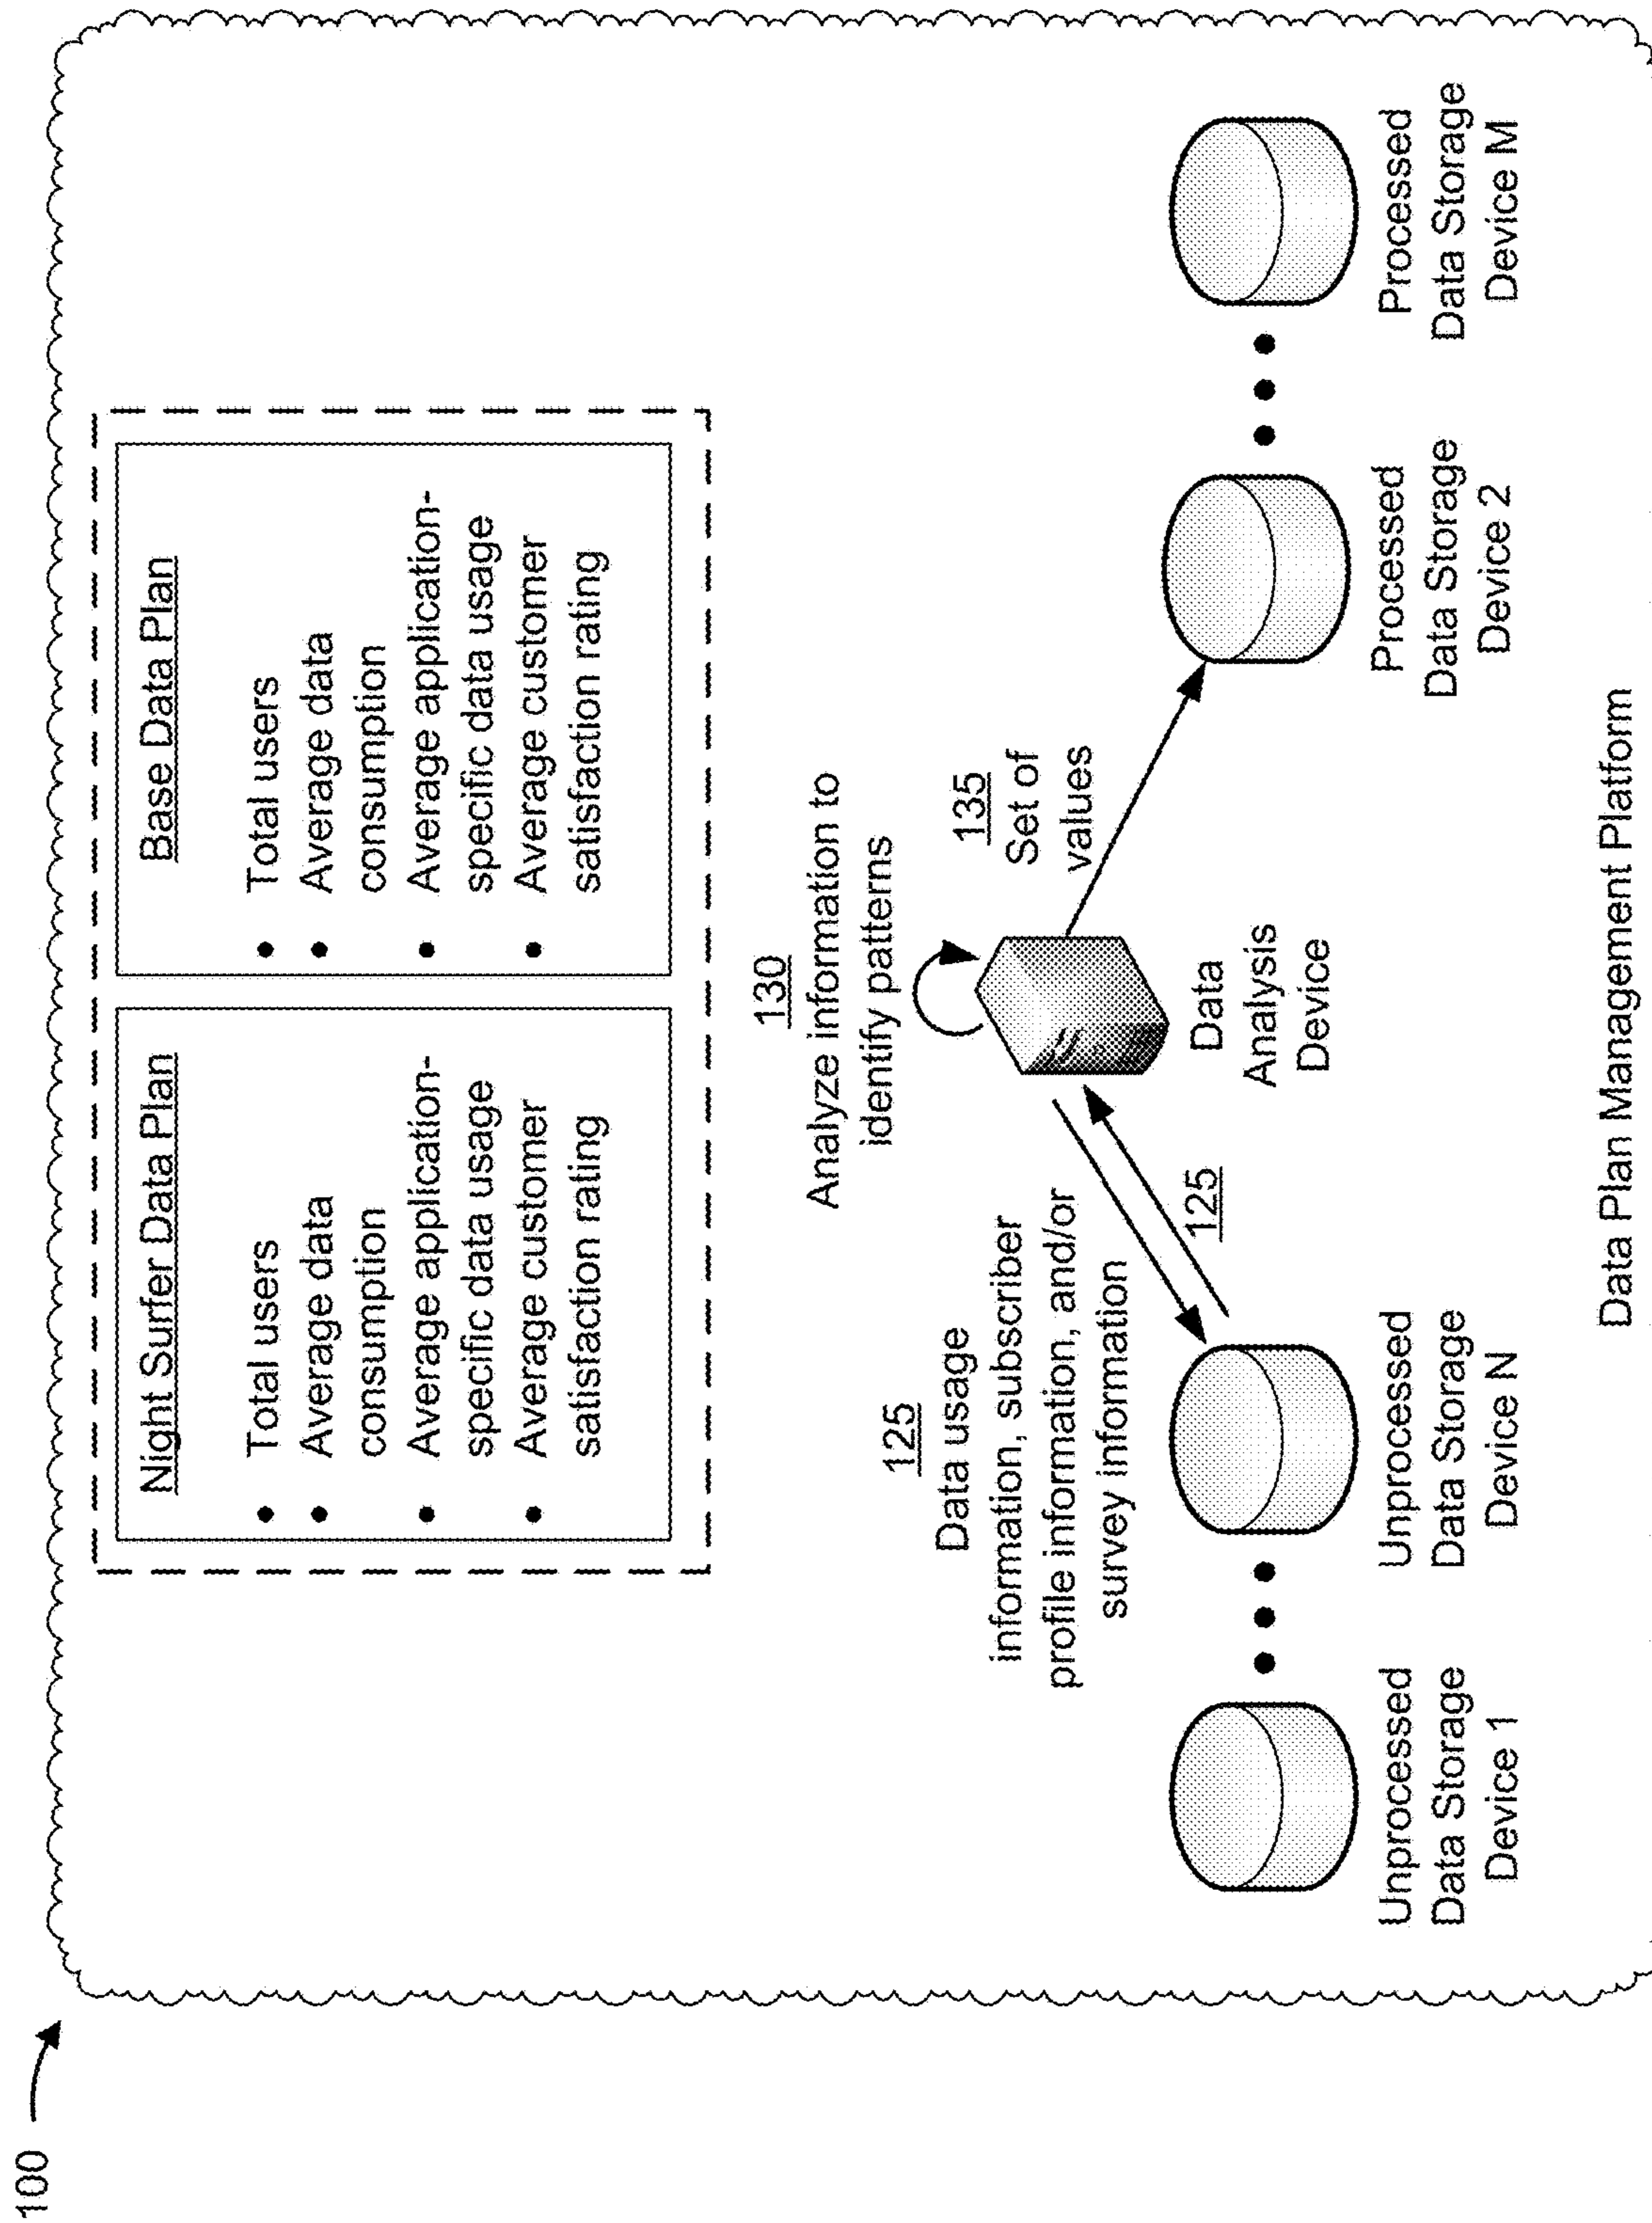 100
Night Surfer Data Plan
• Total users
• Average data
consumption
• Average application-
specific data usage
• Average customer
satisfaction rating
Base Data Plan
• Total users
• Average data
consumption
• Average application-
specific data usage
• Average customer
satisfaction rating
130
Analyze information to
identify patterns
125
Data usage
information, subscriber
profile information, and/or
survey information
125
135
Set of
values
Data
Analysis
Device
Unprocessed
Data Storage
Device 1
Unprocessed
Data Storage
Device N
Processed
Data Storage
Device 2
Processed
Data Storage
Device M
Data Plan Management Platform